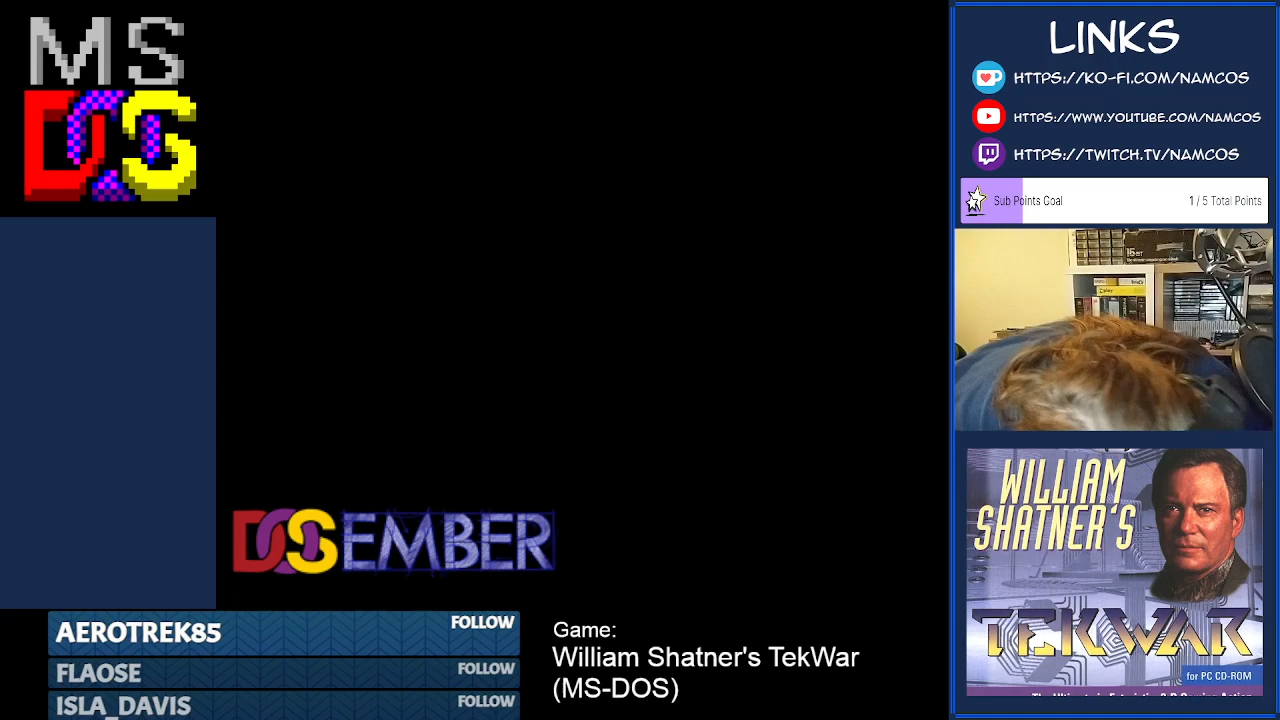 MS
DOS
DOSEMBER
AEROTREK85 FOLLOW
FLAOSE FOLLOW
ISLA_DAVIS FOLLOW
Game:
William Shatner's TekWar
(MS-DOS)
LINKS
HTTPS://KO-FI.COM/NAMCOS
HTTPS://WWW.YOUTUBE.COM/NAMCOS
HTTPS://TWITCH.TV/NAMCOS
Sub Points Goal 1 / 5 Total Points
WILLIAM
SHATNER'S
TEKWAR
for PC CD-ROM